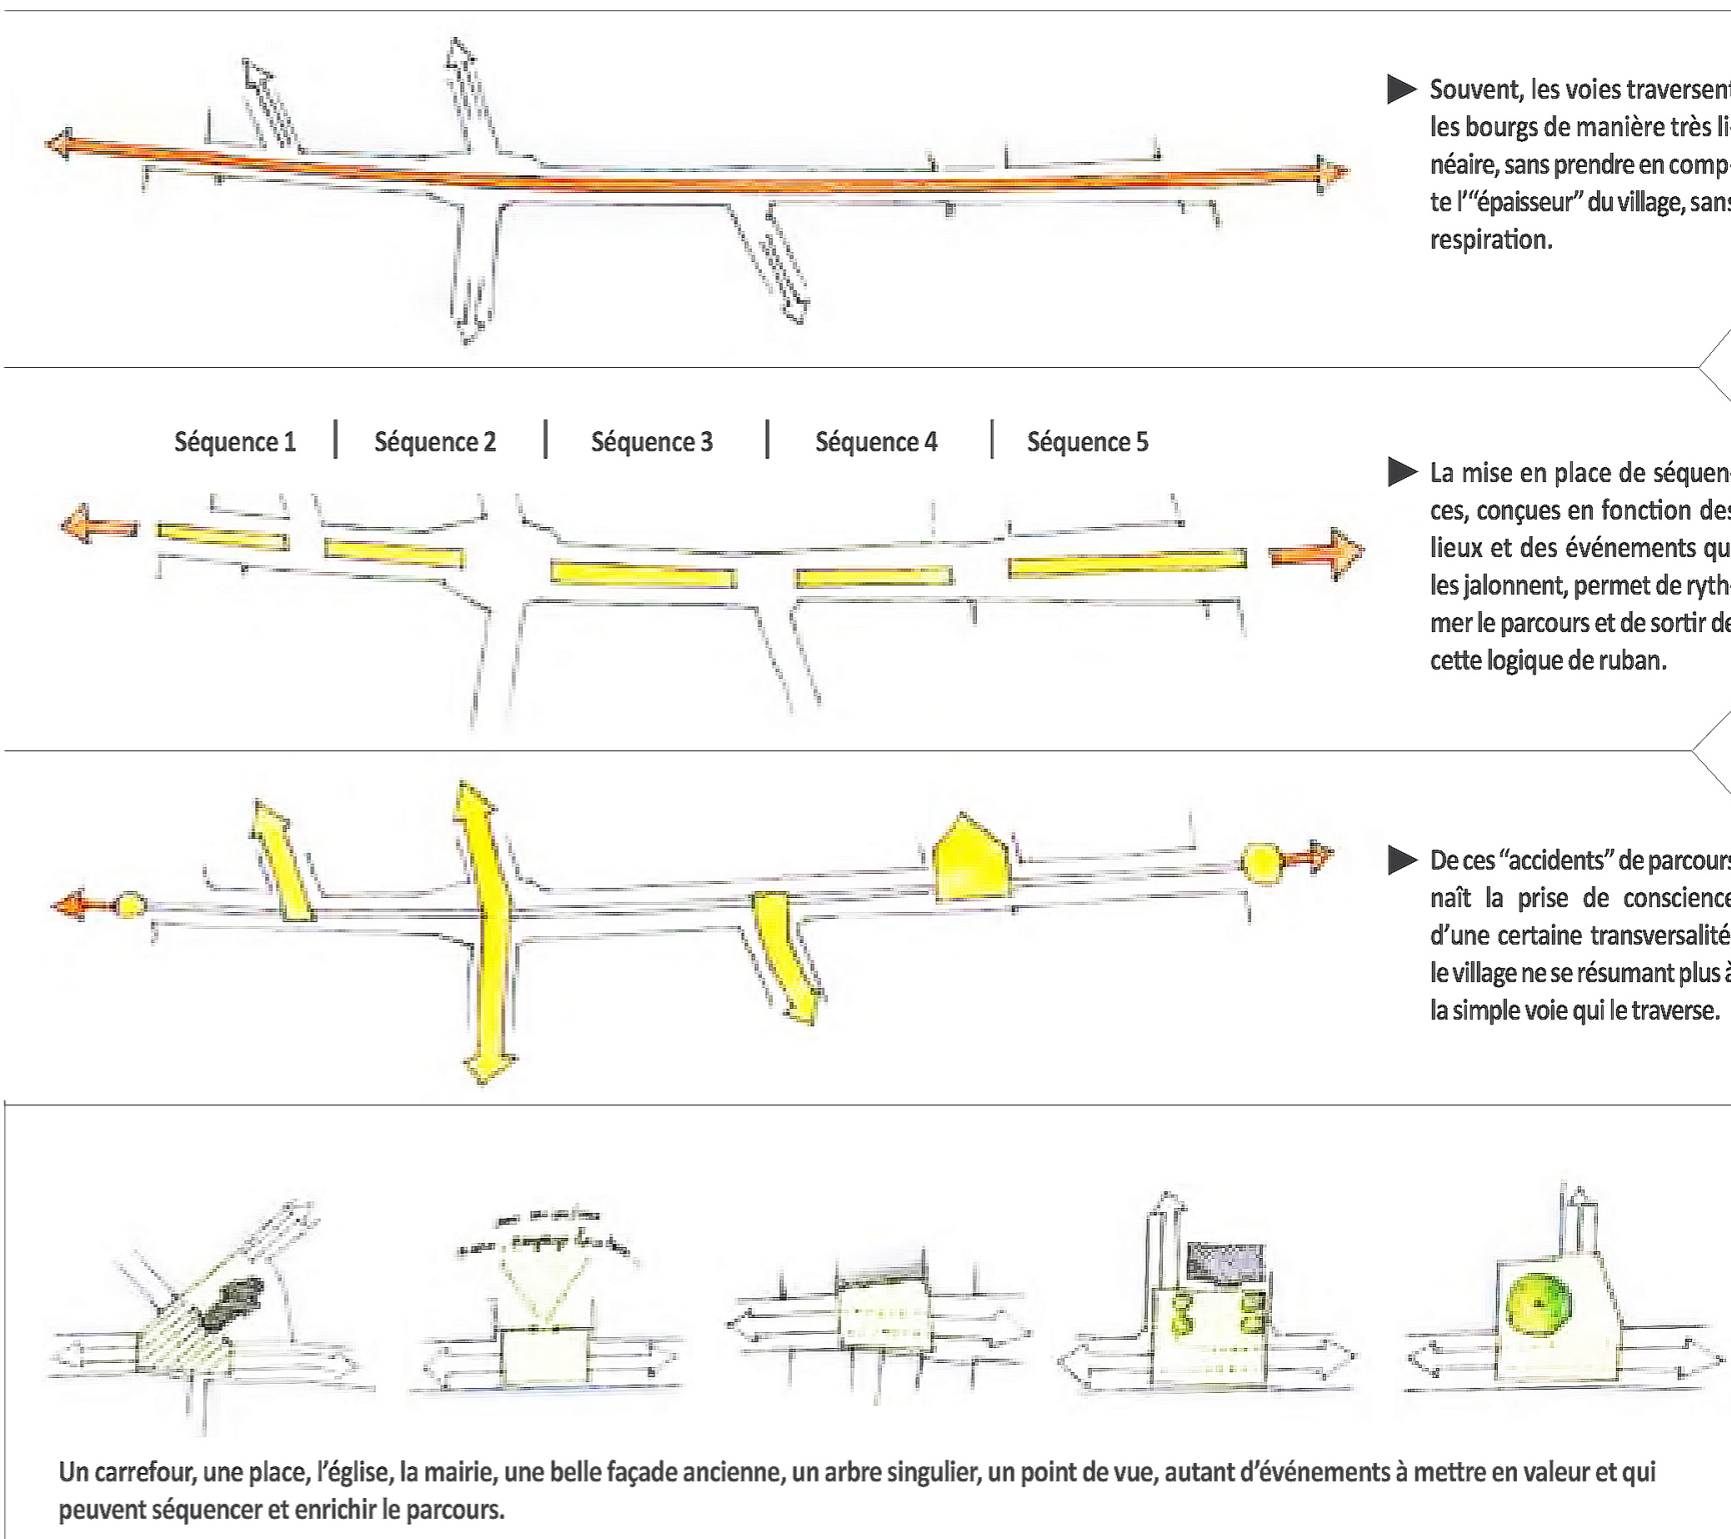 Souvent, les voies traversent
les bourgs de manière très li-
néaire, sans prendre en comp-
te l'“épaisseur” du village, sans
respiration.
Séquence 1 | Séquence 2 | Séquence 3 | Séquence 4 | Séquence 5
La mise en place de séquen-
ces, conçues en fonction des
lieux et des événements qu
les jalonnent, permet de ryth-
mer le parcours et de sortir de
cette logique de ruban.
De ces “accidents” de parcours
naît la prise de conscience
d'une certaine transversalité,
le village ne se résumant plus à
la simple voie qui le traverse.
Un carrefour, une place, l'église, la mairie, une belle façade ancienne, un arbre singulier, un point de vue, autant d'événements à mettre en valeur et qui
peuvent séquencer et enrichir le parcours.